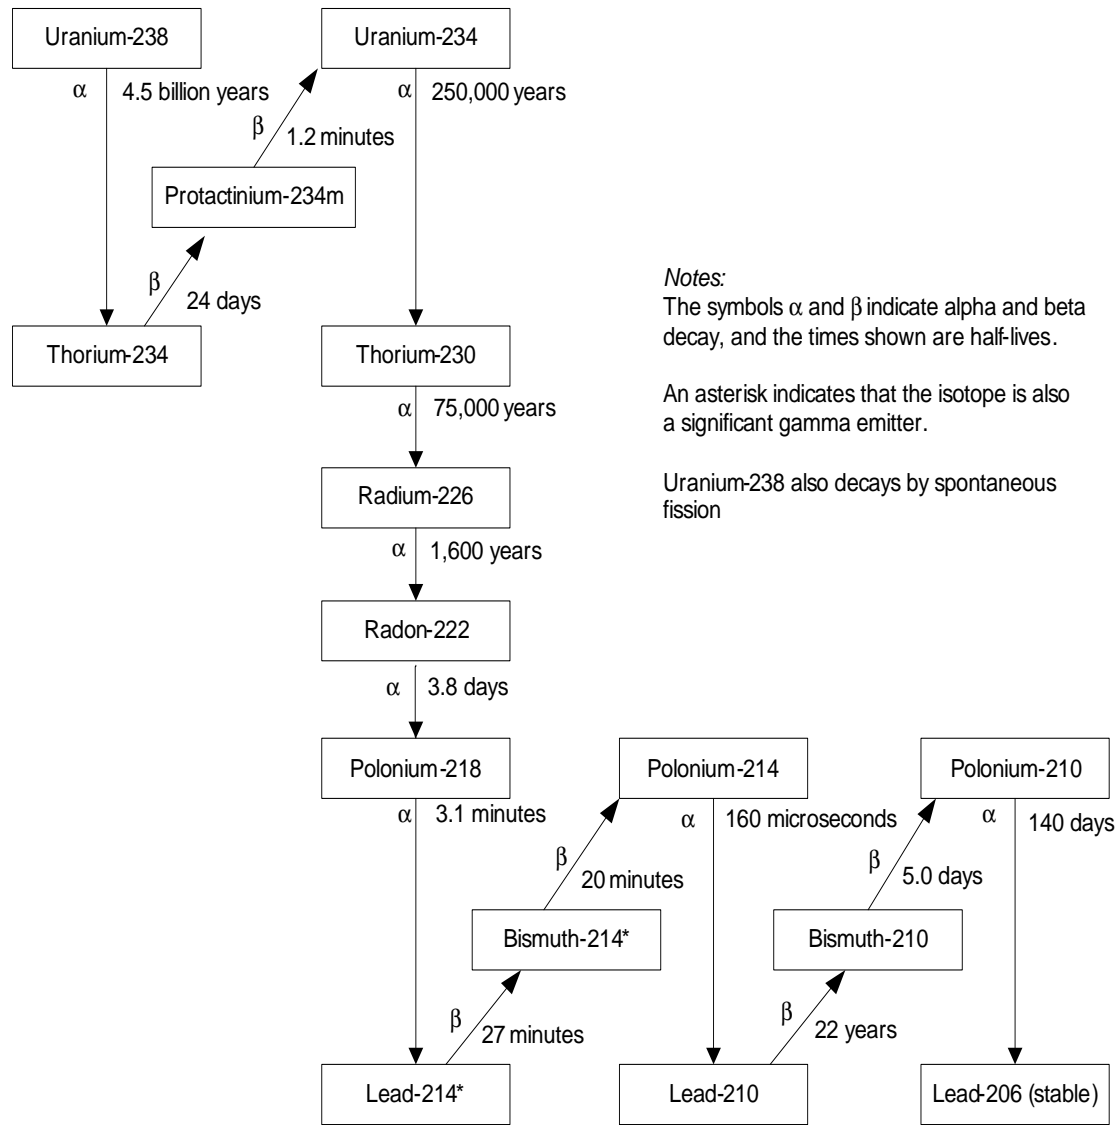 Uranium-238
Uranium-234
α 4.5 billion years
α 250,000 years
β 1.2 minutes
Protactinium-234m
β 24 days
Thorium-234
Thorium-230
Notes:
The symbols α and β indicate alpha and beta
decay, and the times shown are half-lives.
An asterisk indicates that the isotope is also
a significant gamma emitter.
Uranium-238 also decays by spontaneous
fission
α 75,000 years
Radium-226
α 1,600 years
Radon-222
α 3.8 days
Polonium-218
Polonium-214
Polonium-210
α 3.1 minutes
α 160 microseconds
α 140 days
β 20 minutes
β 5.0 days
Bismuth-214*
Bismuth-210
β 27 minutes
β 22 years
Lead-214*
Lead-210
Lead-206 (stable)